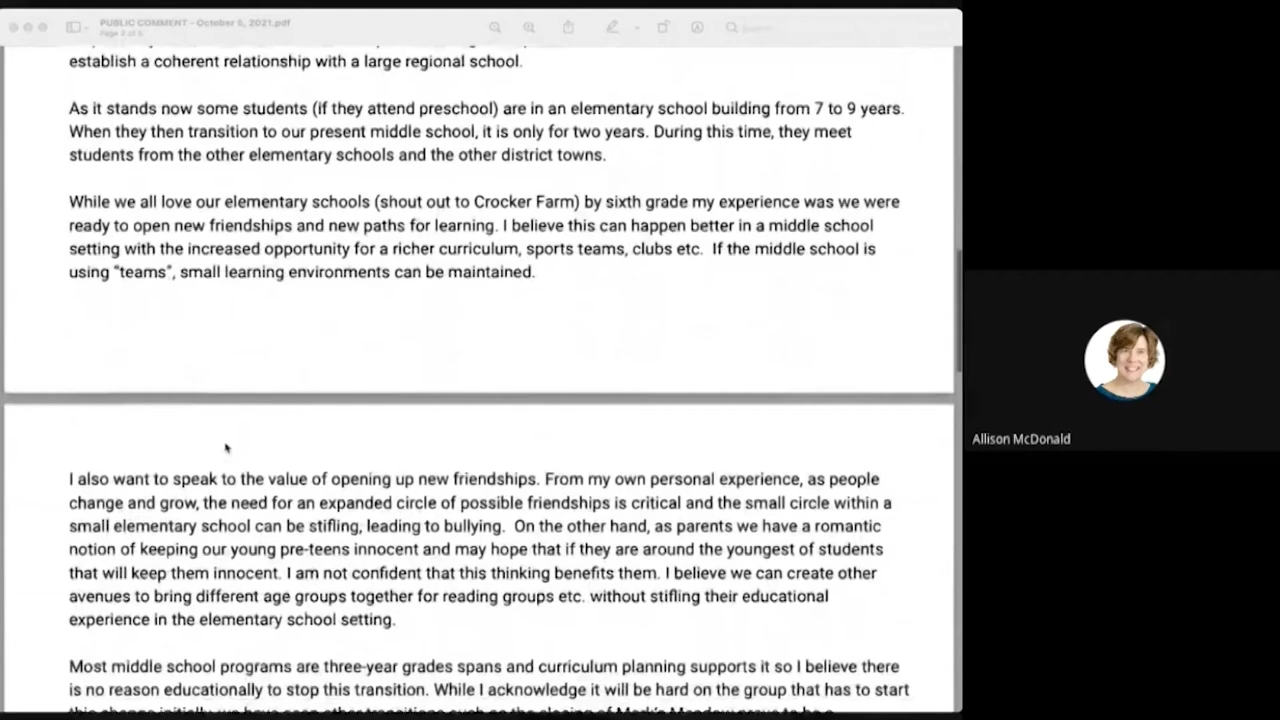 PUBLIC COMMENT - October 5, 2021.pdf
Search
establish a coherent relationship with a large regional school.
As it stands now some students (if they attend preschool) are in an elementary school building from 7 to 9 years.
When they then transition to our present middle school, it is only for two years. During this time, they meet
students from the other elementary schools and the other district towns.
While we all love our elementary schools (shout out to Crocker Farm) by sixth grade my experience was we were
ready to open new friendships and new paths for learning. I believe this can happen better in a middle school
setting with the increased opportunity for a richer curriculum, sports teams, clubs etc. If the middle school is
using "teams", small learning environments can be maintained.
Allison McDonald
I also want to speak to the value of opening up new friendships. From my own personal experience, as people
change and grow, the need for an expanded circle of possible friendships is critical and the small circle within a
small elementary school can be stifling, leading to bullying. On the other hand, as parents we have a romantic
notion of keeping our young pre-teens innocent and may hope that if they are around the youngest of students
that will keep them innocent. I am not confident that this thinking benefits them. I believe we can create other
avenues to bring different age groups together for reading groups etc. without stifling their educational
experience in the elementary school setting.
Most middle school programs are three-year grades spans and curriculum planning supports it so I believe there
is no reason educationally to stop this transition. While I acknowledge it will be hard on the group that has to start